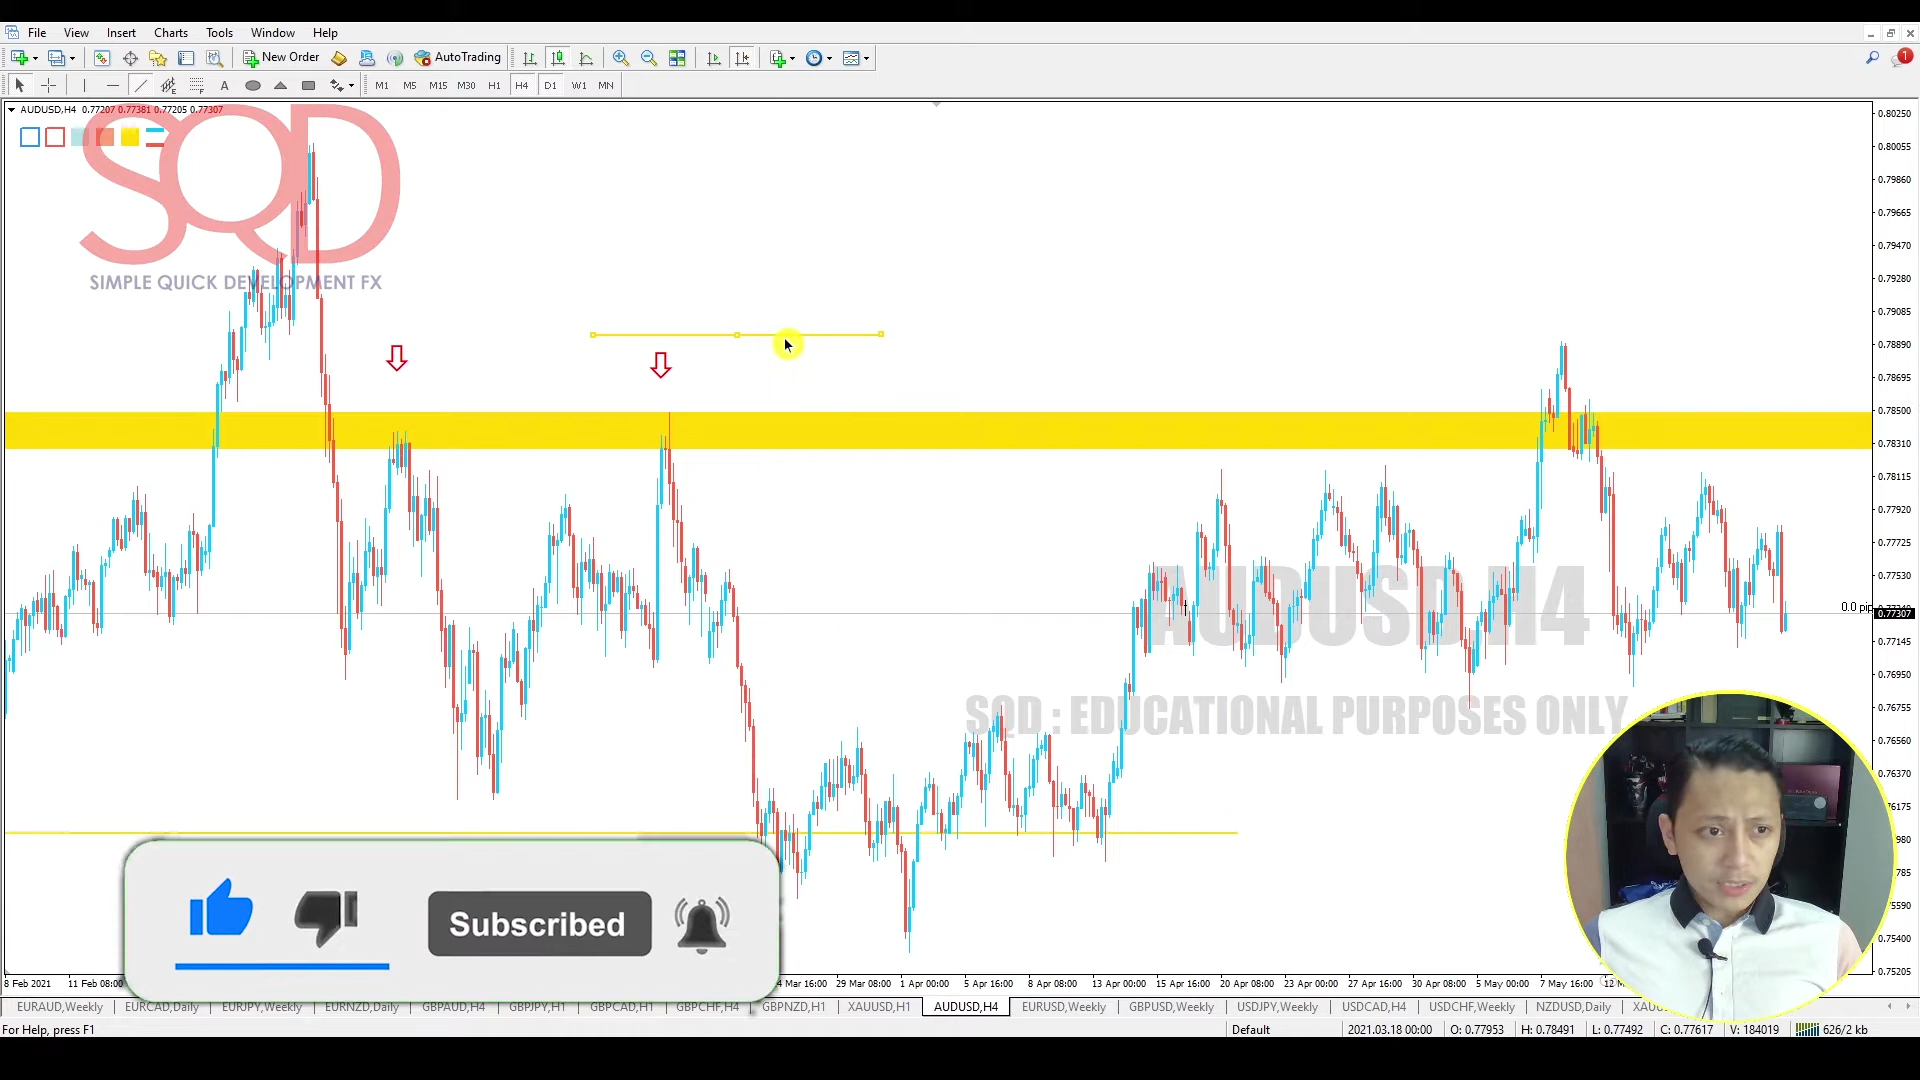 File View Insert Charts Tools Window Help
New Order AutoTrading
A M1 M5 M15 M30 H1 H4 D1 W1 MN
AUDUSD,H4 0.77207 0.77381 0.77205 0.77307
SQD
SIMPLE QUICK DEVELOPMENT FX
0.80250
0.80055
0.79860
0.79665
0.79470
0.79280
0.79085
0.78890
0.78695
0.78500
0.78310
0.78115
0.77920
0.77725
0.77530
0.0 pip
0.77307
0.77145
0.76950
0.76755
0.76560
0.76370
0.75400
0.75205
AUDUSD,H4
SQD : EDUCATIONAL PURPOSES ONLY
Subscribed
8 Feb 2021 11 Feb 08:00 29 Mar 08:00 1 Apr 00:00 5 Apr 16:00 8 Apr 08:00 13 Apr 00:00 15 Apr 16:00 20 Apr 08:00 23 Apr 00:00 27 Apr 16:00 30 Apr 08:00 5 May 00:00 7 May 16:00
EURAUD,Weekly EURCAD,Daily EURJPY,Weekly EURNZD,Daily GBPAUD,H4 GBPJPY,H1 GBPCAD,H1 GBPCHF,H4 GBPNZD,H1 XAUUSD,H1 AUDUSD,H4 EURUSD,Weekly GBPUSD,Weekly USDJPY,Weekly USDCAD,H4 USDCHF,Weekly NZDUSD,Daily
For Help, press F1 Default 2021.03.18 00:00 O: 0.77953 H: 0.78491 L: 0.77492 C: 0.77617 V: 184019 626/2 kb